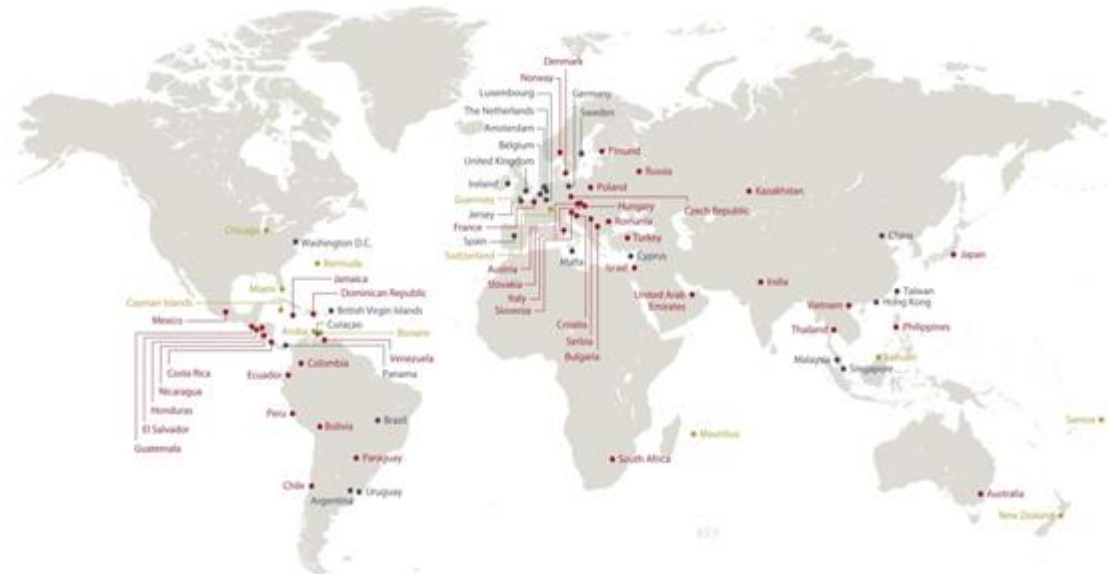 Denmark
Norway
Luxembourg
Germany
The Netherlands
Sweden
Amsterdam
Belgium
United Kingdom
Finund
Russia
Ireland
Poland
Kazakhstan
Guernsey
Hungary
Czech Republic
Jersey
Romania
France
Chicago
Washington D.C.
Spain
Turkey
China
Switzerland
Malta
Cyprus
Japan
Bermuda
Austria
Israel
Jamaica
Slovakia
India
Miami
Dominican Republic
Italy
United Arab
Emirates
Taiwan
Cayman Islands
British Virgin Islands
Slovenia
Hong Kong
Mexico
Vietnam
Curaçao
Croatia
Aruba
Bonaire
Thailand
Philippines
Serbia
Venezuela
Bulgaria
Colombia
Malaysia
Labuan
Costa Rica
Ecuador
Panama
Singapore
Nicaragua
Honduras
Peru
Brazil
El Salvador
Bolivia
Samoa
Mauritius
Guatemala
Paraguay
South Africa
Chile
Argentina
Uruguay
Australia
New Zealand
KEY